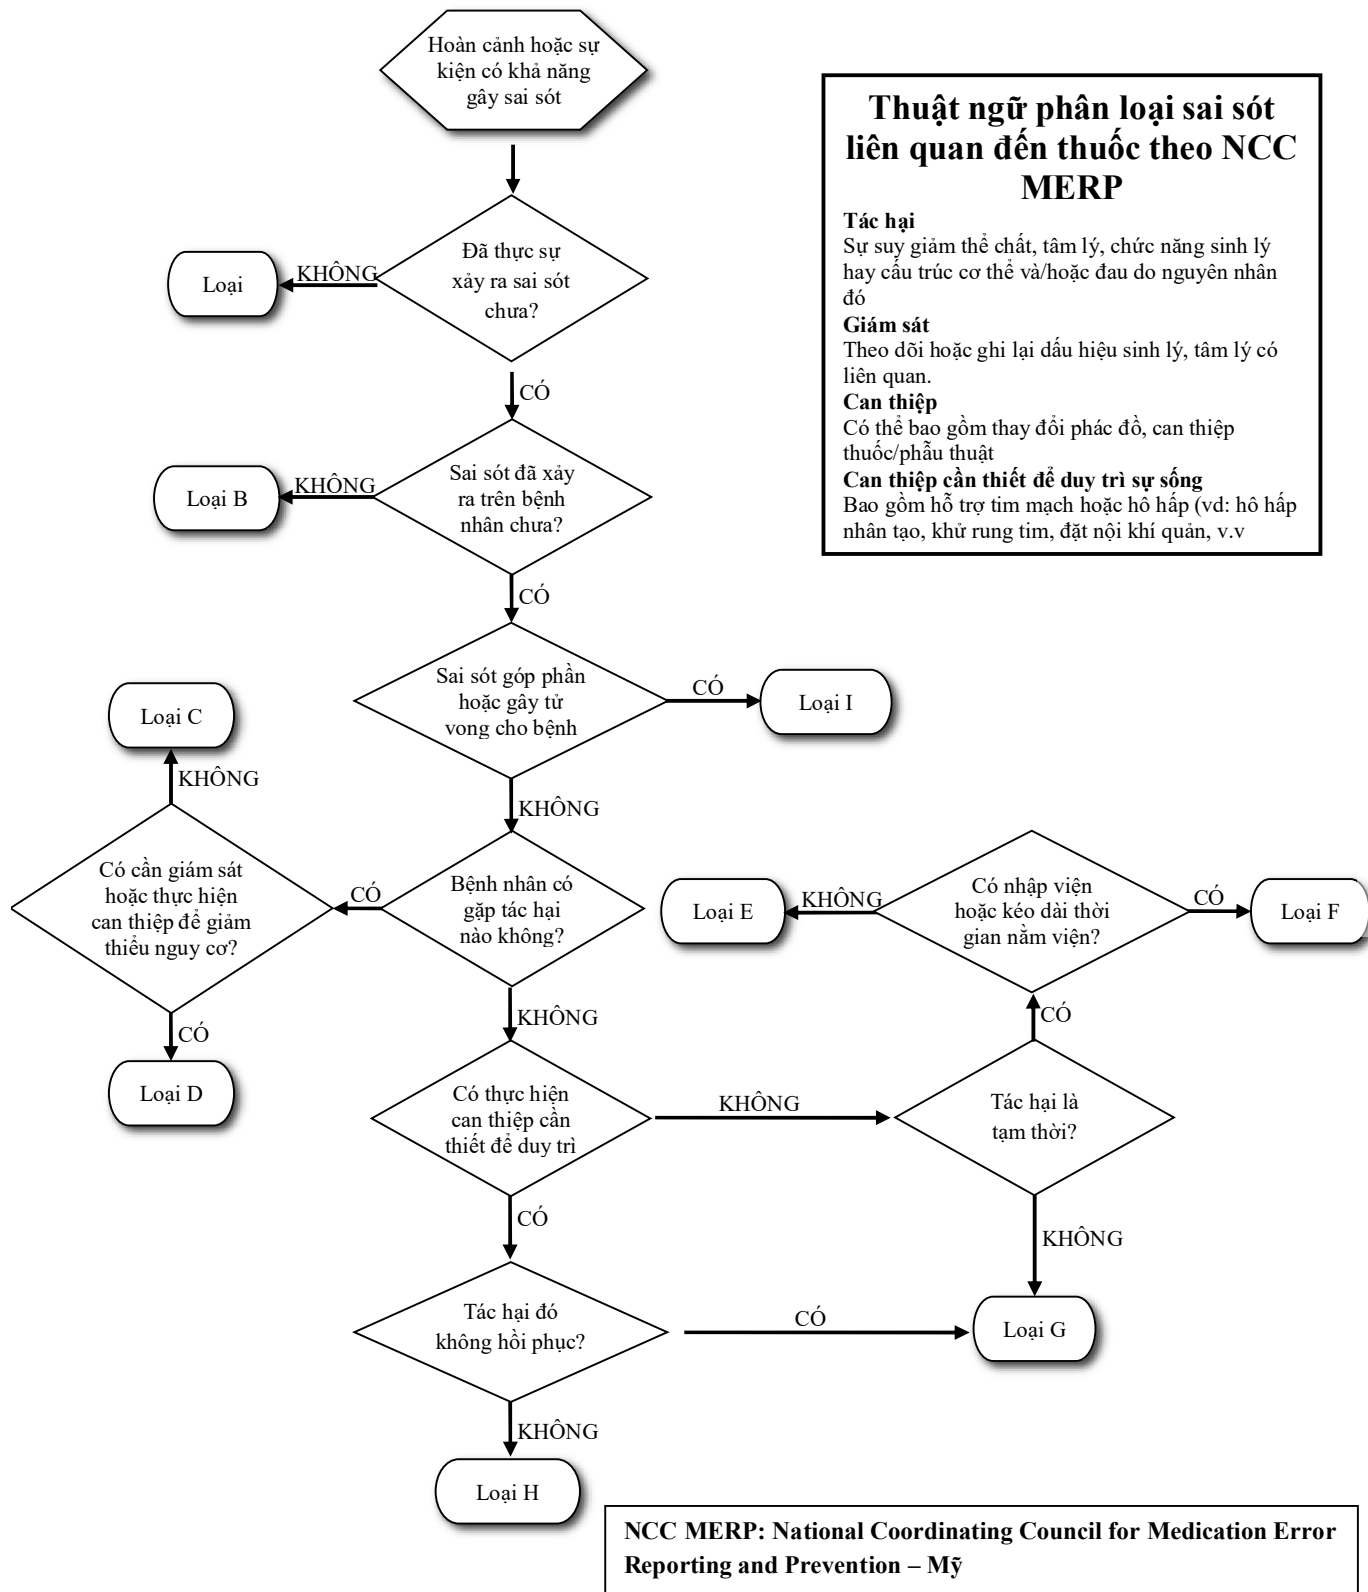 Hoàn cảnh hoặc sự
kiện có khả năng
gây sai sót
Thuật ngữ phân loại sai sót
liên quan đến thuốc theo NCC
MERP
Tác hại
Sự suy giảm thể chất, tâm lý, chức năng sinh lý
hay cấu trúc cơ thể và/hoặc đau do nguyên nhân
đó
Giám sát
Theo dõi hoặc ghi lại dấu hiệu sinh lý, tâm lý có
liên quan.
Can thiệp
Có thể bao gồm thay đổi phác đồ, can thiệp
thuốc/phẫu thuật
Can thiệp cần thiết để duy trì sự sống
Bao gồm hỗ trợ tim mạch hoặc hô hấp (vd: hô hấp
nhân tạo, khử rung tim, đặt nội khí quản, v.v
Đã thực sự
xảy ra sai sót
chưa?
KHÔNG
Loại
CÓ
Sai sót đã xảy
ra trên bệnh
nhân chưa?
KHÔNG
Loại B
CÓ
Sai sót góp phần
hoặc gây tử
vong cho bệnh
CÓ
Loại I
KHÔNG
Loại C
KHÔNG
Có cần giám sát
hoặc thực hiện
can thiệp để giảm
thiểu nguy cơ?
CÓ
Bệnh nhân có
gặp tác hại
nào không?
Loại E
KHÔNG
Có nhập viện
hoặc kéo dài thời
gian nằm viện?
CÓ
Loại F
CÓ
Loại D
KHÔNG
CÓ
Có thực hiện
can thiệp cần
thiết để duy trì
KHÔNG
Tác hại là
tạm thời?
CÓ
KHÔNG
Tác hại đó
không hồi phục?
CÓ
Loại G
KHÔNG
Loại H
NCC MERP: National Coordinating Council for Medication Error
Reporting and Prevention – Mỹ